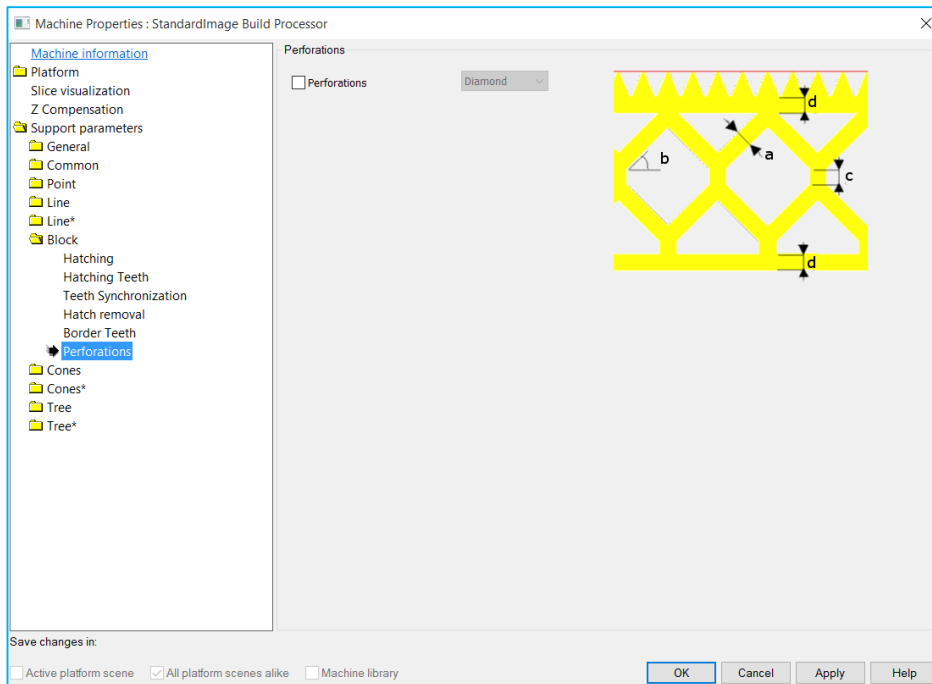 Machine Properties : StandardImage Build Processor
Machine information
Platform
Slice visualization
Z Compensation
Support parameters
General
Common
Point
Line
Line*
Block
Hatching
Hatching Teeth
Teeth Synchronization
Hatch removal
Border Teeth
Perforations
Cones
Cones*
Tree
Tree*
Perforations
Perforations Diamond
d
b
a
c
d
Save changes in:
Active platform scene All platform scenes alike Machine library OK Cancel Apply Help